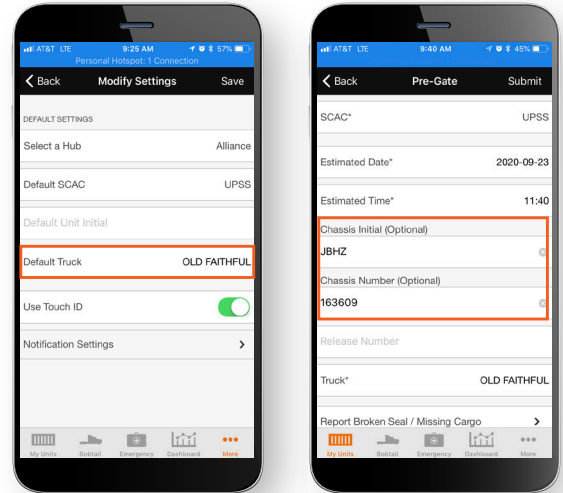 AT&T LTE 9:25 AM 57%
Personal Hotspot: 1 Connection
Back Modify Settings Save
DEFAULT SETTINGS
Select a Hub Alliance
Default SCAC UPSS
Default Unit Initial
Default Truck OLD FAITHFUL
Use Touch ID
Notification Settings
My Units Bobtail Emergency Dashboard More
AT&T LTE 9:40 AM 45%
Back Pre-Gate Submit
SCAC* UPSS
Estimated Date* 2020-09-23
Estimated Time* 11:40
Chassis Initial (Optional)
JBHZ
Chassis Number (Optional)
163609
Release Number
Truck* OLD FAITHFUL
Report Broken Seal / Missing Cargo
My Units Bobtail Emergency Dashboard More